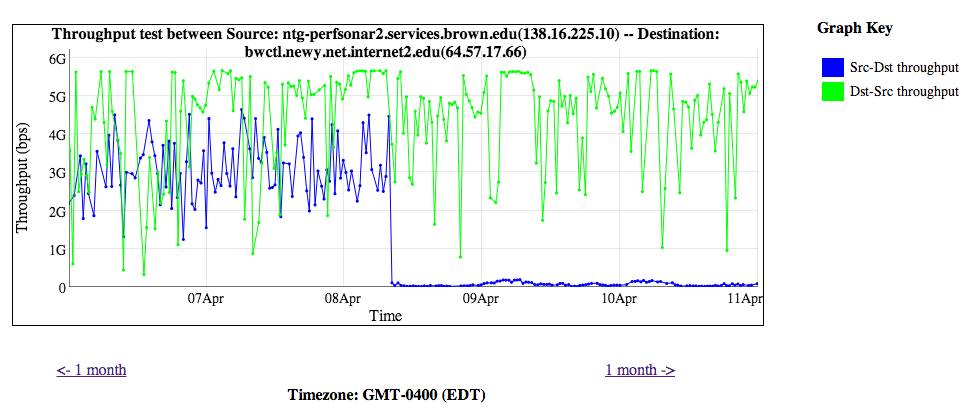 Throughput test between Source: ntg-perfsonar2.services.brown.edu(138.16.225.10) -- Destination:
bwctl.newy.net.internet2.edu(64.57.17.66)
Graph Key
Src-Dst throughput
Dst-Src throughput
Throughput (bps)
6G
5G
4G
3G
2G
1G
0
07Apr
08Apr
09Apr
10Apr
11Apr
Time
<- 1 month
1 month ->
Timezone: GMT-0400 (EDT)